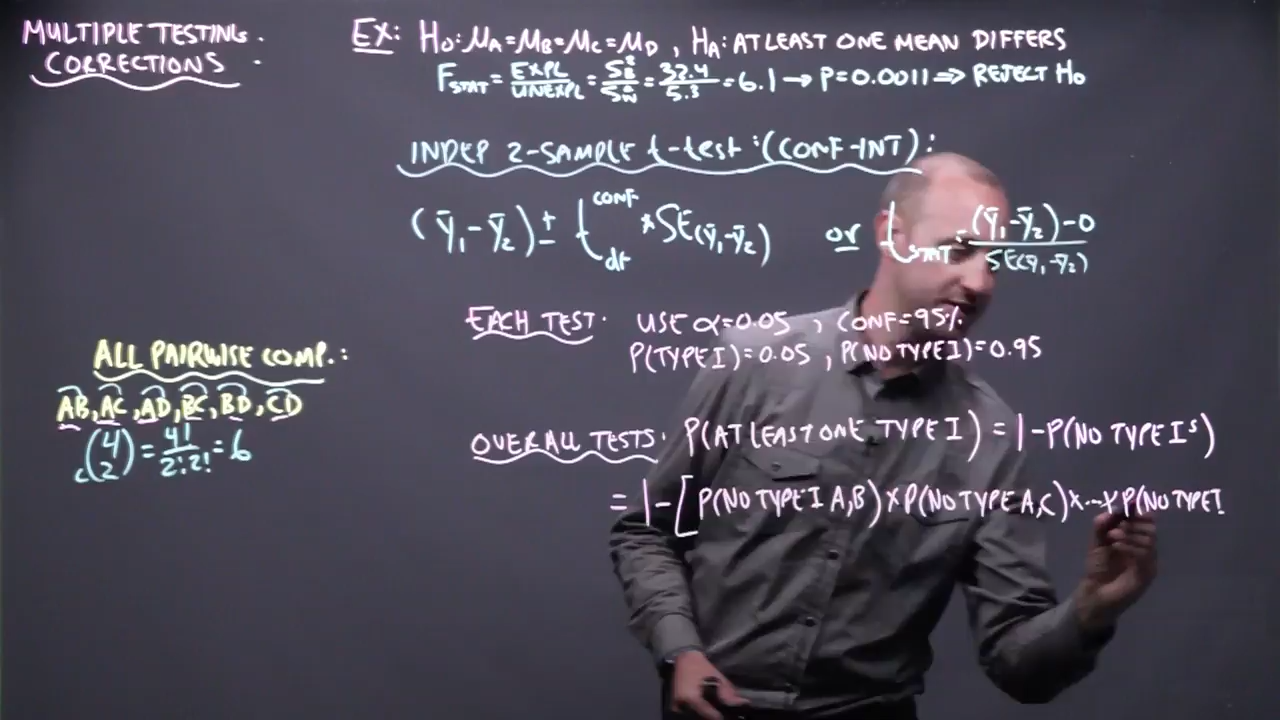 MULTIPLE TESTING
CORRECTIONS
EX: H₀: μA=μB=μC=μD , HA: AT LEAST ONE MEAN DIFFERS
FSTAT = EXPL/UNEXPL = S²B/S²W = 32.4/5.3 = 6.1 → P=0.0011 ⇒ REJECT H₀
INDEP 2-SAMPLE t-test: (CONF-INT):
(ȳ₁-ȳ₂) ± t CONF df * SE(ȳ₁-ȳ₂) or tSTAT = (ȳ₁-ȳ₂)-0 / SE(ȳ₁-ȳ₂)
EACH TEST: USE α=0.05 , CONF=95%
P(TYPE I)=0.05 , P(NO TYPE I)=0.95
ALL PAIRWISE COMP.:
AB, AC, AD, BC, BD, CD
(4 2) = 4!/2!2! = 6
OVERALL TESTS: P(AT LEAST ONE TYPE I) = 1-P(NO TYPE I's)
= 1-[P(NO TYPE I A,B) × P(NO TYPE A,C) × ... × P(NO TYPE I